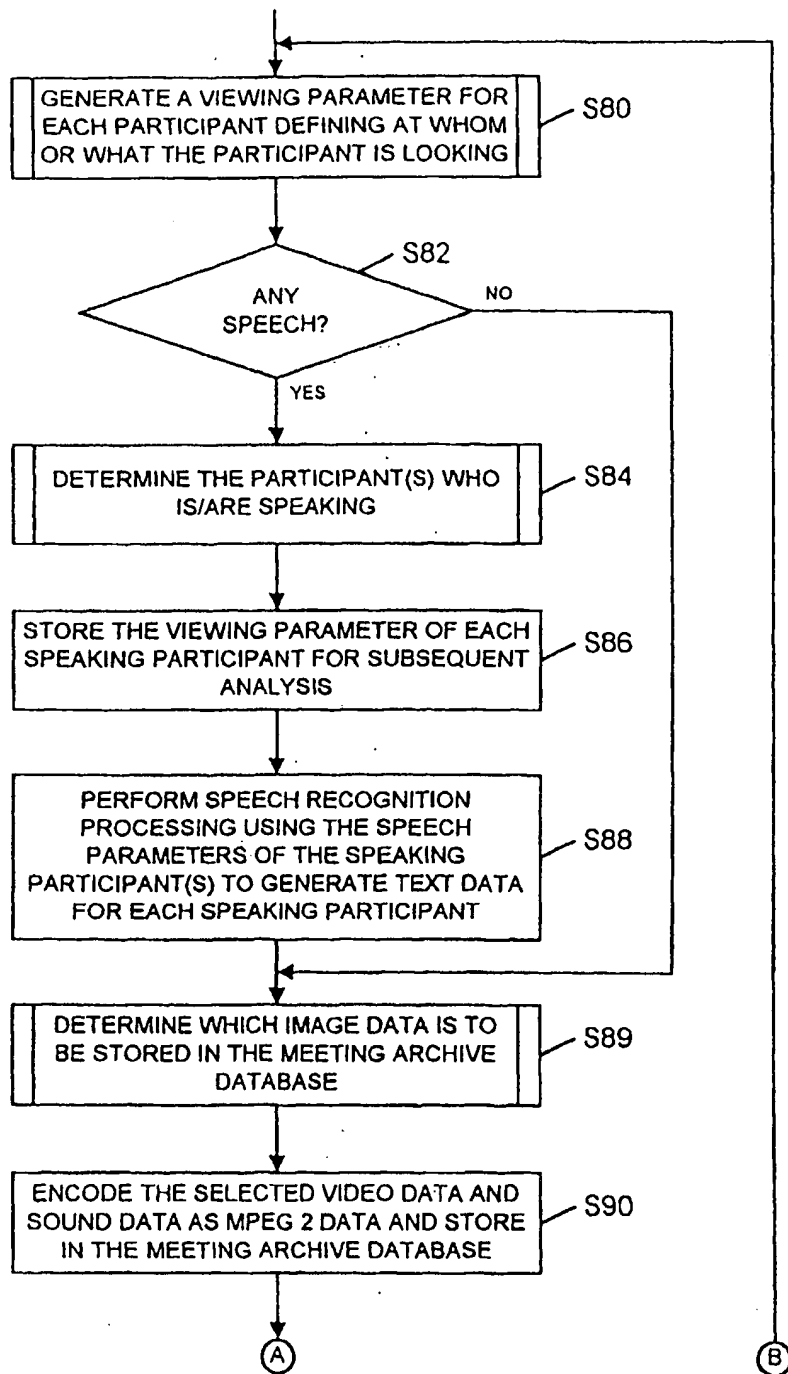 GENERATE A VIEWING PARAMETER FOR
EACH PARTICIPANT DEFINING AT WHOM
OR WHAT THE PARTICIPANT IS LOOKING
S80
S82
ANY
SPEECH?
NO
YES
DETERMINE THE PARTICIPANT(S) WHO
IS/ARE SPEAKING
S84
STORE THE VIEWING PARAMETER OF EACH
SPEAKING PARTICIPANT FOR SUBSEQUENT
ANALYSIS
S86
PERFORM SPEECH RECOGNITION
PROCESSING USING THE SPEECH
PARAMETERS OF THE SPEAKING
PARTICIPANT(S) TO GENERATE TEXT DATA
FOR EACH SPEAKING PARTICIPANT
S88
DETERMINE WHICH IMAGE DATA IS TO
BE STORED IN THE MEETING ARCHIVE
DATABASE
S89
ENCODE THE SELECTED VIDEO DATA AND
SOUND DATA AS MPEG 2 DATA AND STORE
IN THE MEETING ARCHIVE DATABASE
S90
A
B